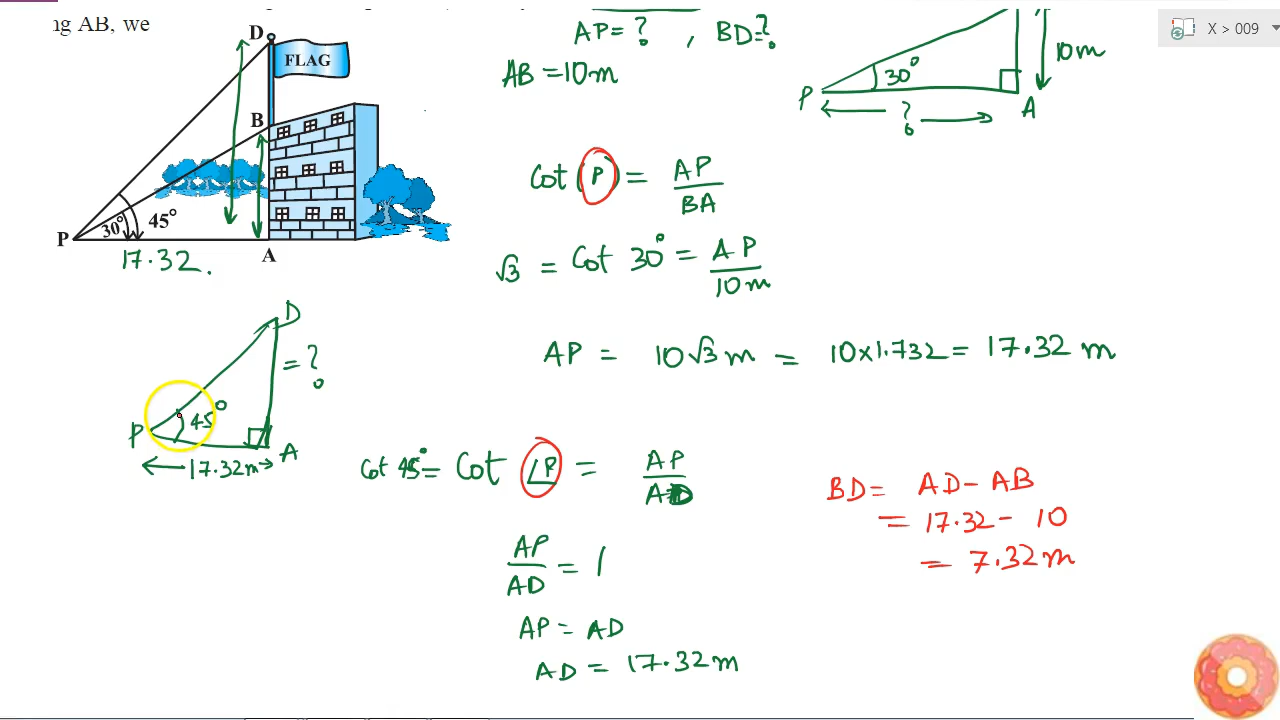 ng AB, we
D
FLAG
B
45°
30°
P
A
17.32.
AP = ? , BD = ?
AB = 10m
30°
10m
P
A
?
X > 009
Cot (P) = AP/BA
√3 = Cot 30° = AP/10m
AP = 10√3 m = 10×1.732 = 17.32 m
D
= ?
45°
P
A
17.32m
Cot 45° = Cot ∠P = AP/AD
AP/AD = 1
AP = AD
AD = 17.32m
BD = AD - AB
= 17.32 - 10
= 7.32m